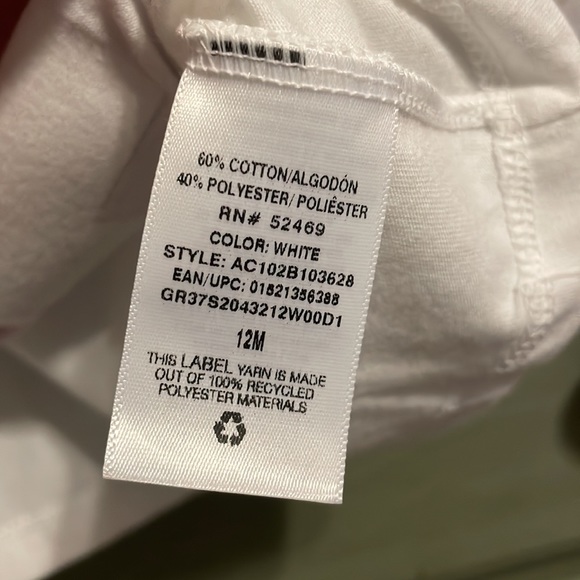 60% COTTON/ALGODÓN
40% POLYESTER/POLIÉSTER
RN# 52469
COLOR: WHITE
STYLE: AC102B103628
EAN/UPC: 01521356388
GR37S2043212W00D1
12M
THIS LABEL YARN IS MADE
OUT OF 100% RECYCLED
POLYESTER MATERIALS